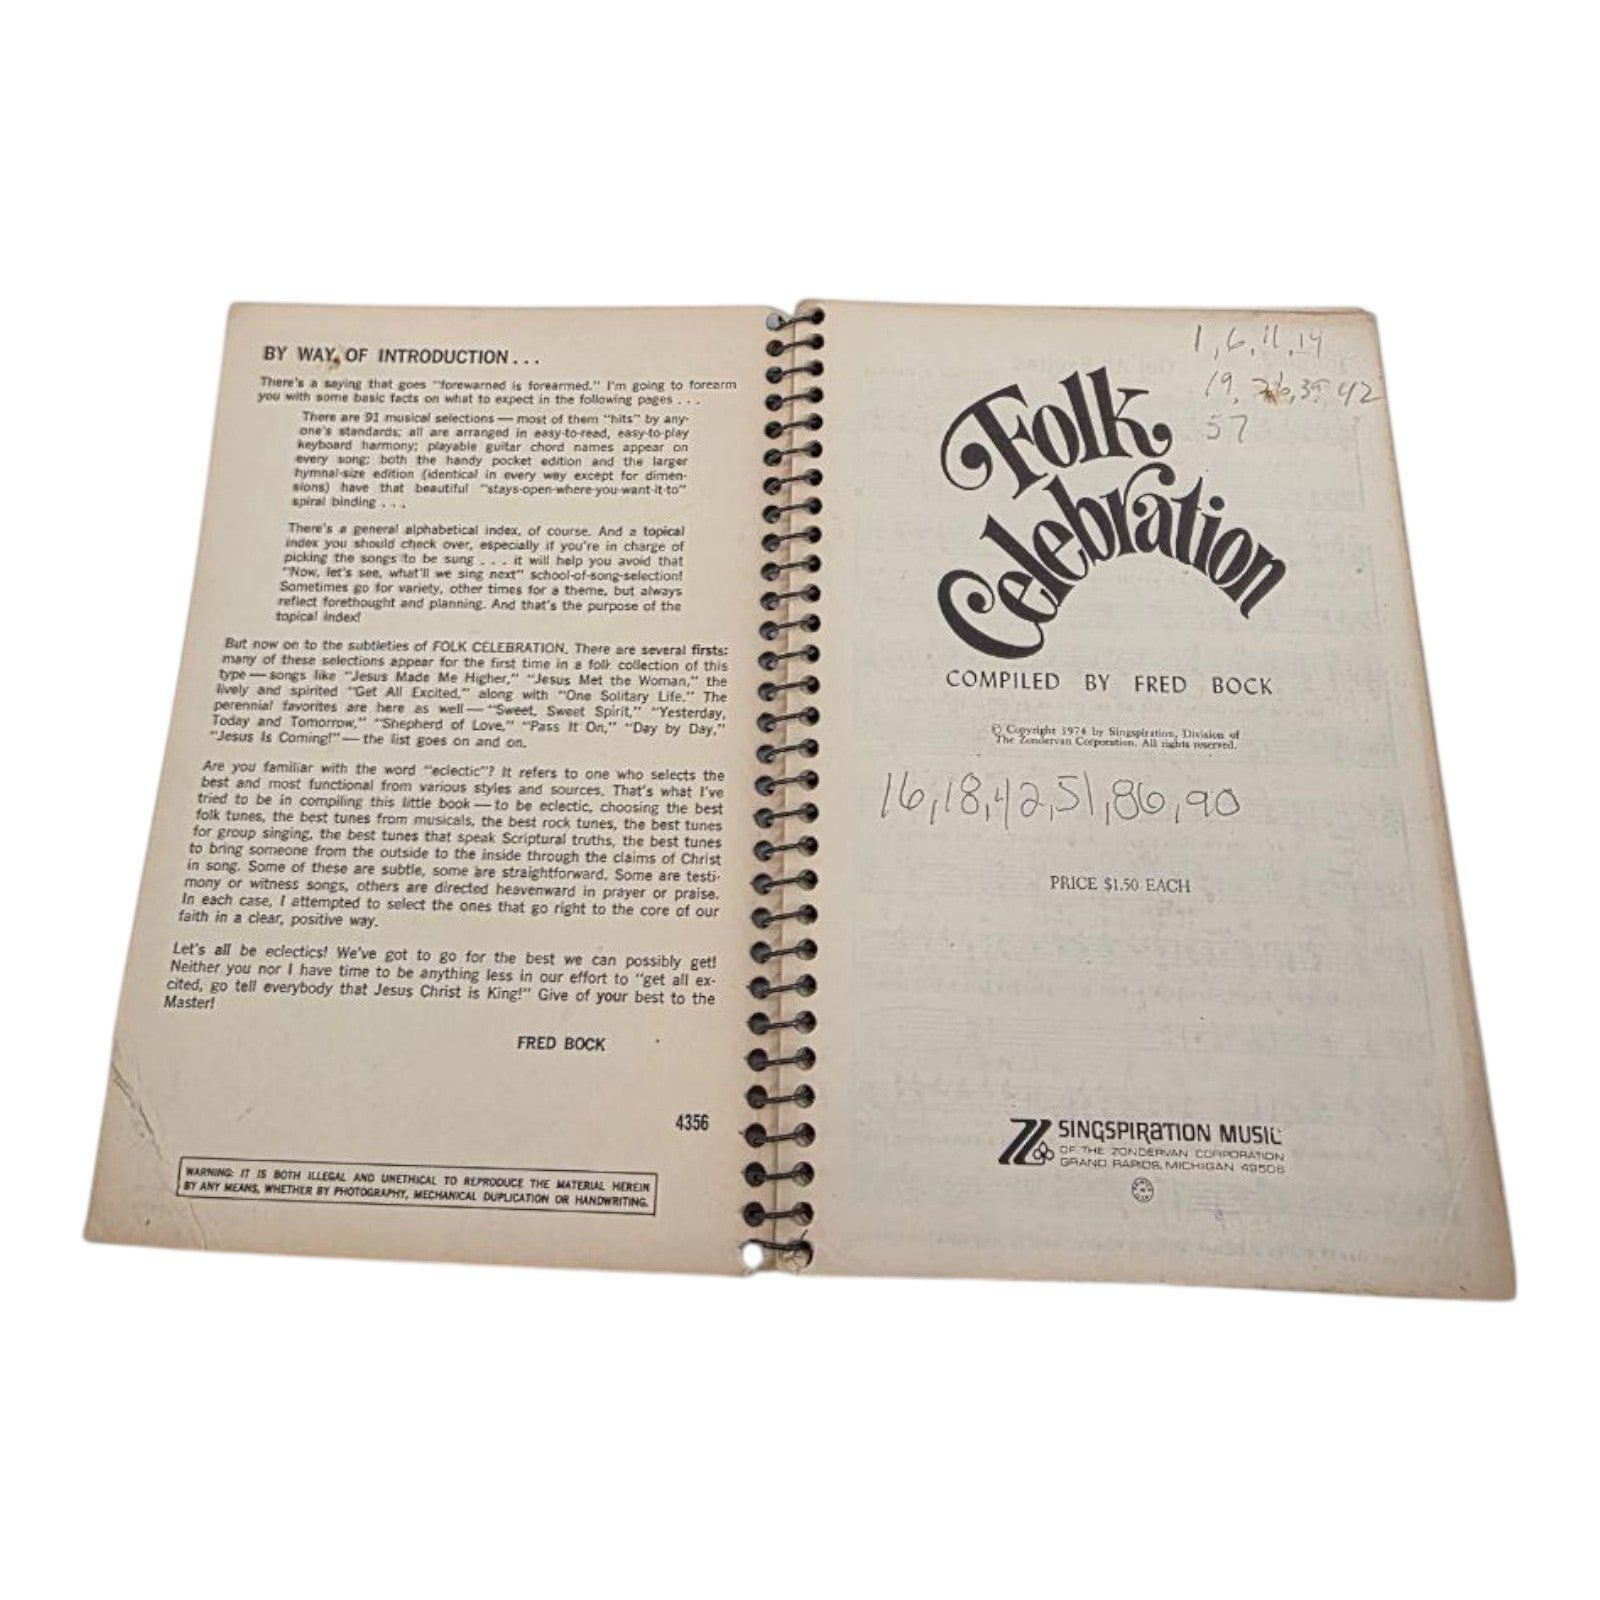 BY WAY OF INTRODUCTION . . .
There's a saying that goes "forewarned is forearmed." I'm going to forearm
you with some basic facts on what to expect in the following pages . . .
There are 91 musical selections — most of them "hits" by any-
one's standards; all are arranged in easy-to-read, easy-to-play
keyboard harmony; playable guitar chord names appear on
every song; both the handy pocket edition and the larger
hymnal-size edition (identical in every way except for dimen-
sions) have that beautiful "stays-open-where-you-want-it-to"
spiral binding . . .
There's a general alphabetical index, of course. And a topical
index you should check over, especially if you're in charge of
picking the songs to be sung . . . it will help you avoid that
"Now, let's see, what'll we sing next" school-of-song-selection!
Sometimes go for variety, other times for a theme, but always
reflect forethought and planning. And that's the purpose of the
topical index!
But now on to the subtleties of FOLK CELEBRATION. There are several firsts:
many of these selections appear for the first time in a folk collection of this
type — songs like "Jesus Made Me Higher," "Jesus Met the Woman," the
lively and spirited "Get All Excited," along with "One Solitary Life." The
perennial favorites are here as well — "Sweet, Sweet Spirit," "Yesterday,
Today and Tomorrow," "Shepherd of Love," "Pass It On," "Day by Day,"
"Jesus Is Coming!" — the list goes on and on.
Are you familiar with the word "eclectic"? It refers to one who selects the
best and most functional from various styles and sources. That's what I've
tried to be in compiling this little book — to be eclectic, choosing the best
folk tunes, the best tunes from musicals, the best rock tunes, the best tunes
for group singing, the best tunes that speak Scriptural truths, the best tunes
to bring someone from the outside to the inside through the claims of Christ
in song. Some of these are subtle, some are straightforward. Some are testi-
mony or witness songs, others are directed heavenward in prayer or praise.
In each case, I attempted to select the ones that go right to the core of our
faith in a clear, positive way.
Let's all be eclectics! We've got to go for the best we can possibly get!
Neither you nor I have time to be anything less in our effort to "get all ex-
cited, go tell everybody that Jesus Christ is King!" Give of your best to the
Master!
FRED BOCK
4356
WARNING: IT IS BOTH ILLEGAL AND UNETHICAL TO REPRODUCE THE MATERIAL HEREIN
BY ANY MEANS, WHETHER BY PHOTOGRAPHY, MECHANICAL DUPLICATION OR HANDWRITING.
1, 6, 11, 14
19, 26, 39, 42
57
Folk
Celebration
COMPILED BY FRED BOCK
© Copyright 1974 by Singspiration, Division of
The Zondervan Corporation. All rights reserved.
16, 18, 42, 51, 86, 90
PRICE $1.50 EACH
SINGSPIRATION MUSIC
OF THE ZONDERVAN CORPORATION
GRAND RAPIDS, MICHIGAN 49506